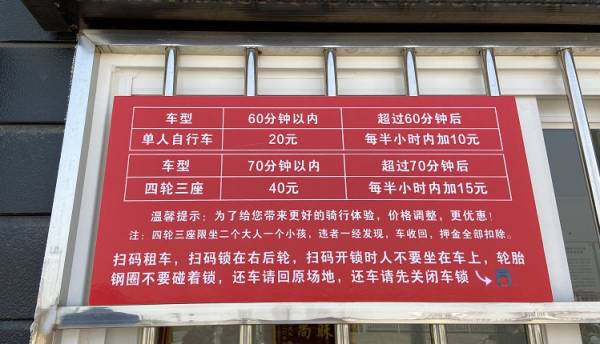 车型 60分钟以内 超过60分钟后
单人自行车 20元 每半小时内加10元
车型 70分钟以内 超过70分钟后
四轮三座 40元 每半小时内加15元
温馨提示：为了给您带来更好的骑行体验，价格调整，更优惠！
注：四轮三座限坐二个大人一个小孩，违者一经发现，车收回，押金全部扣除。
扫码租车，扫码锁在右后轮，扫码开锁时人不要坐在车上，轮胎
钢圈不要碰着锁，还车请回原场地，还车请先关闭车锁